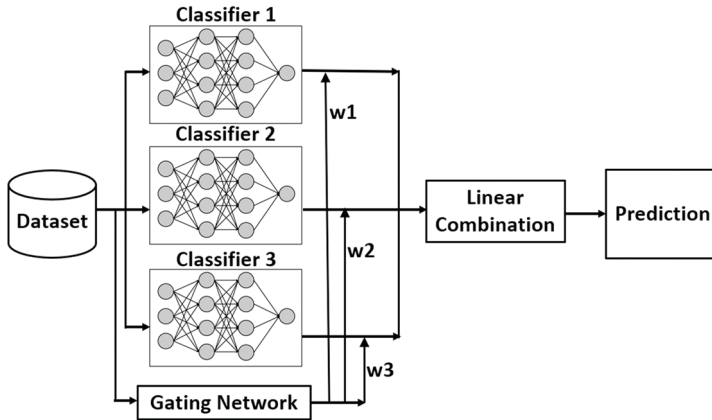 Classifier 1
w1
Classifier 2
Dataset
Linear
Combination
Prediction
w2
Classifier 3
w3
Gating Network